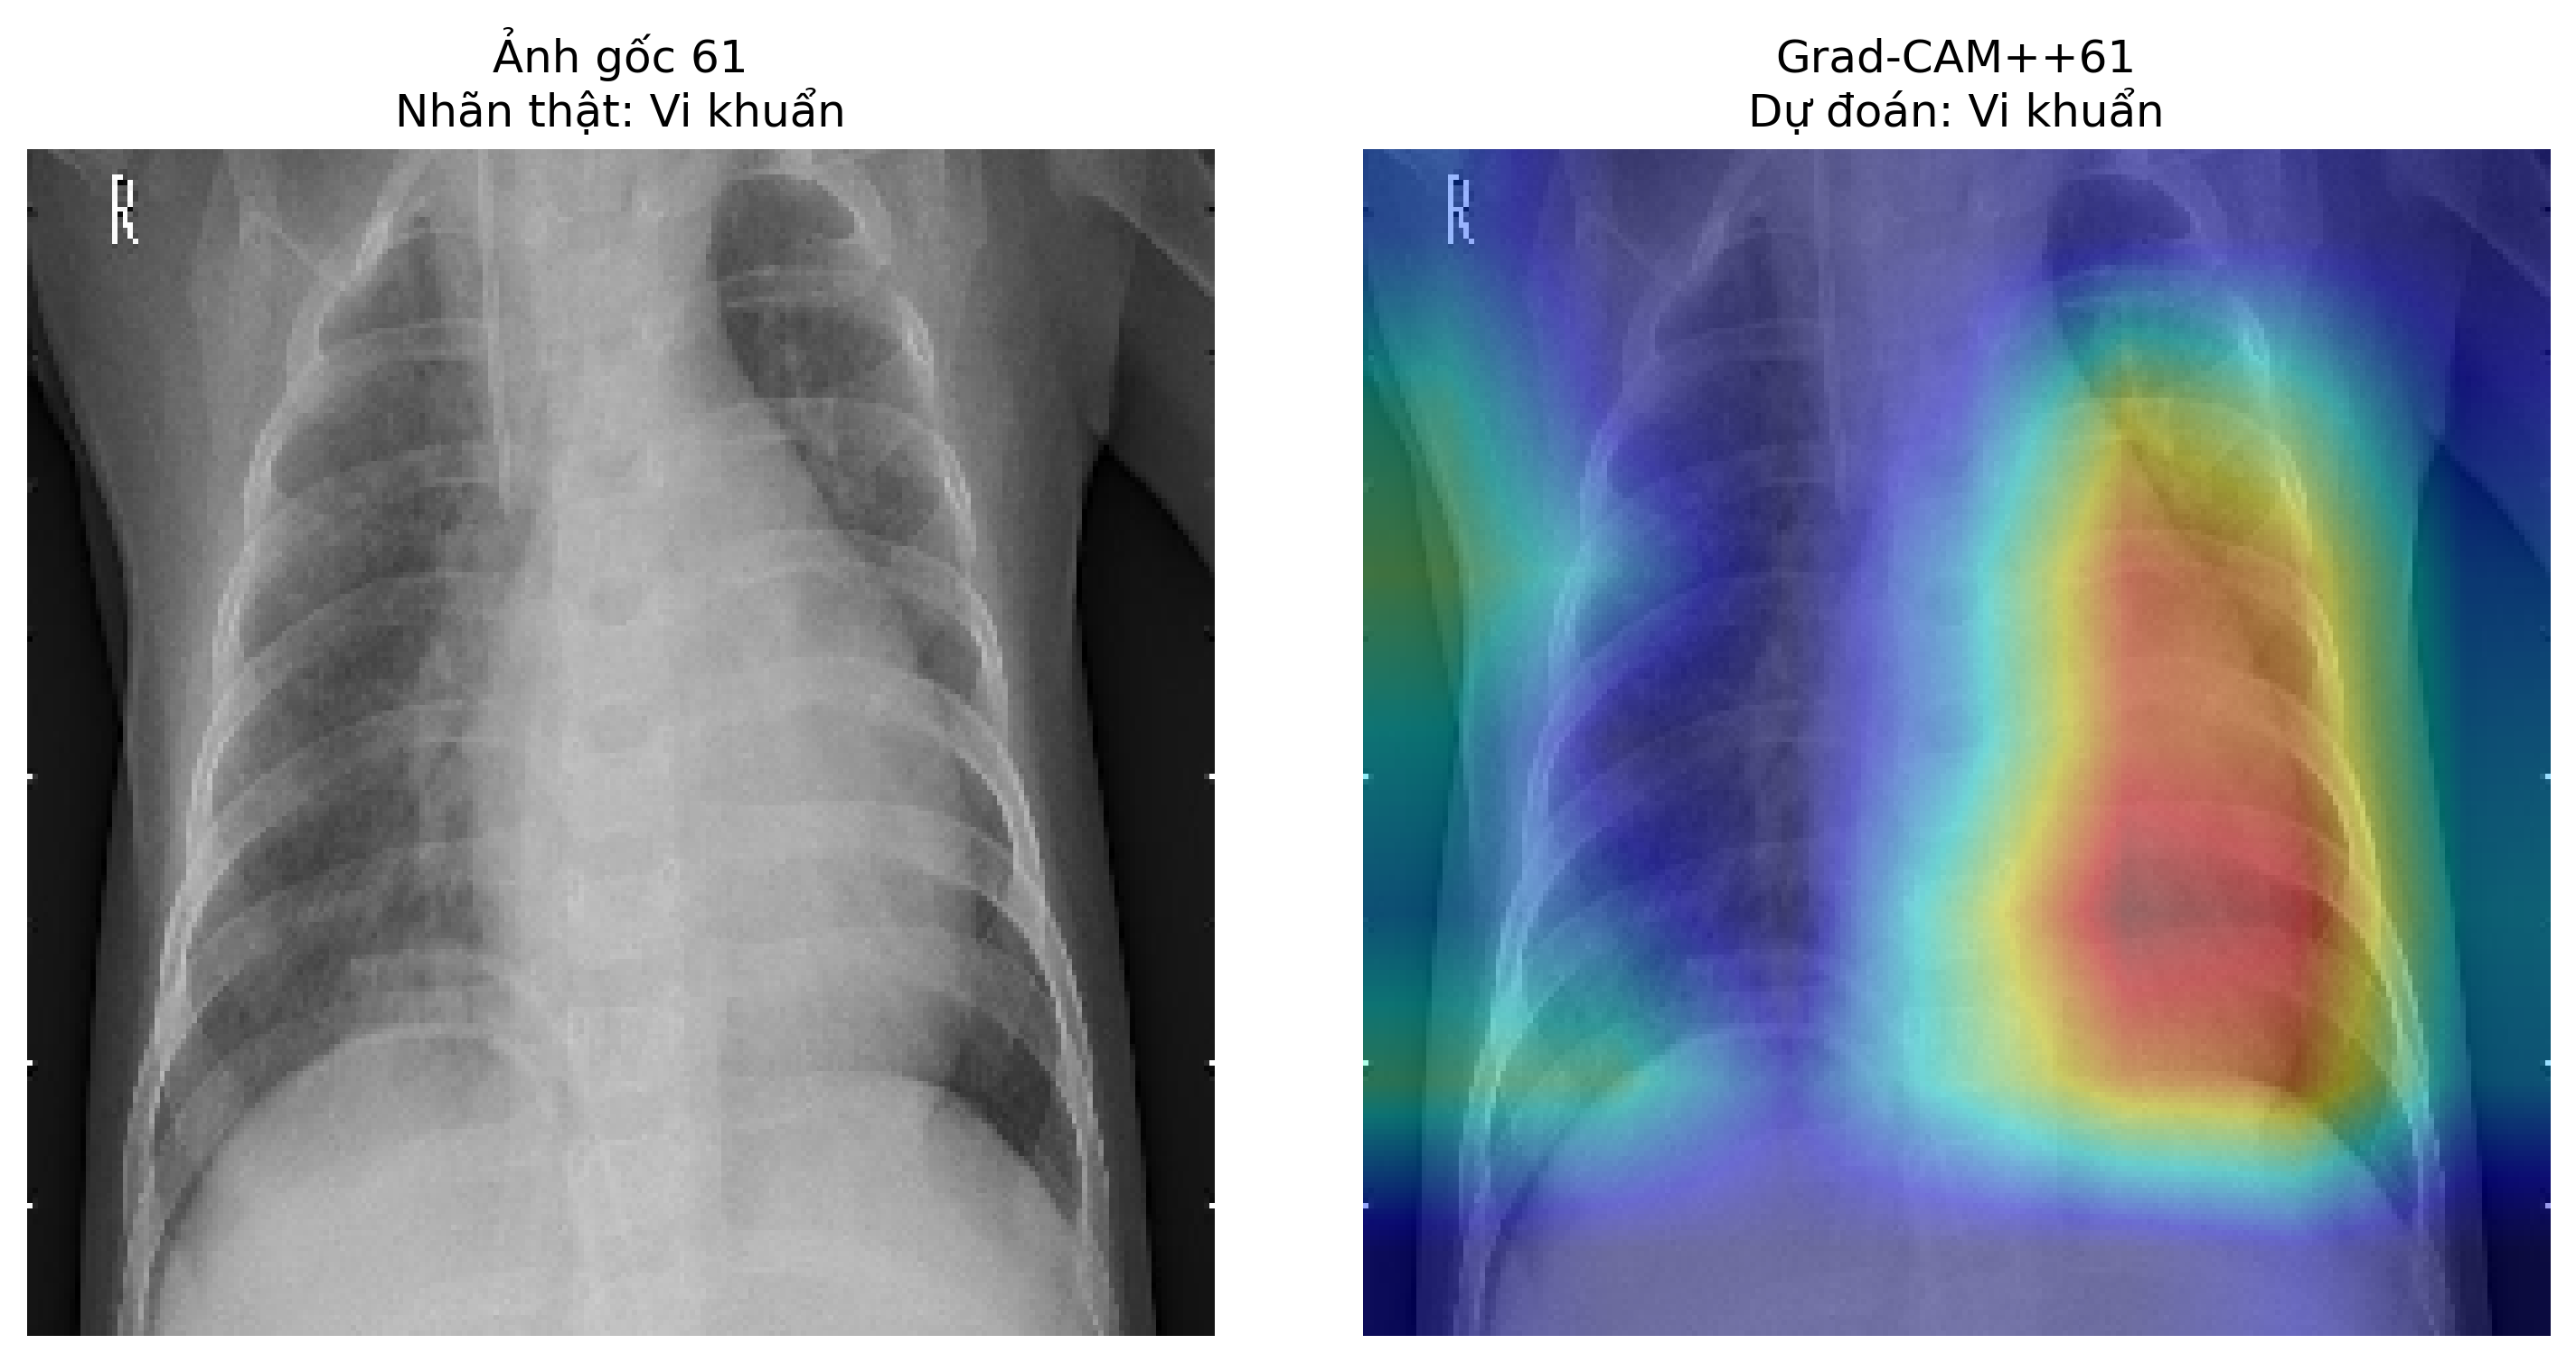 Ảnh gốc 61
Nhãn thật: Vi khuẩn
R
Grad-CAM++61
Dự đoán: Vi khuẩn
R